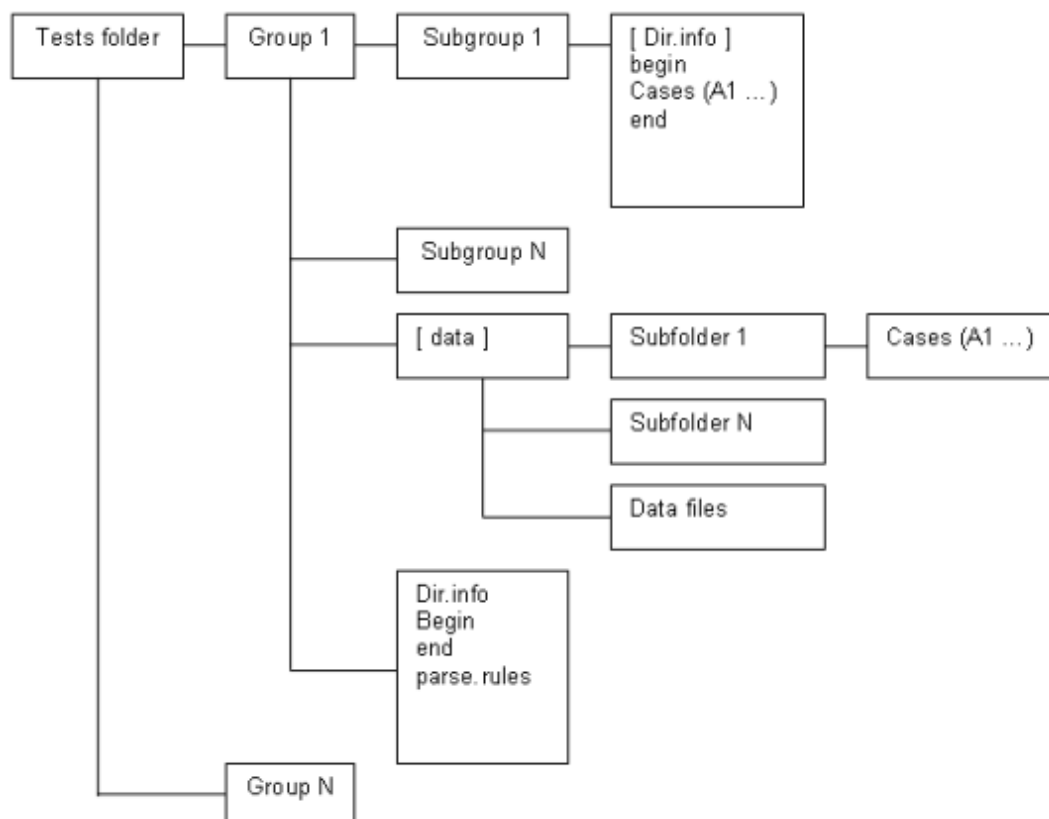 Tests folder
Group 1
Subgroup 1
[ Dir.info ]
begin
Cases (A1 ...)
end
Subgroup N
[ data ]
Subfolder 1
Cases (A1 ...)
Subfolder N
Data files
Dir.info
Begin
end
parse.rules
Group N